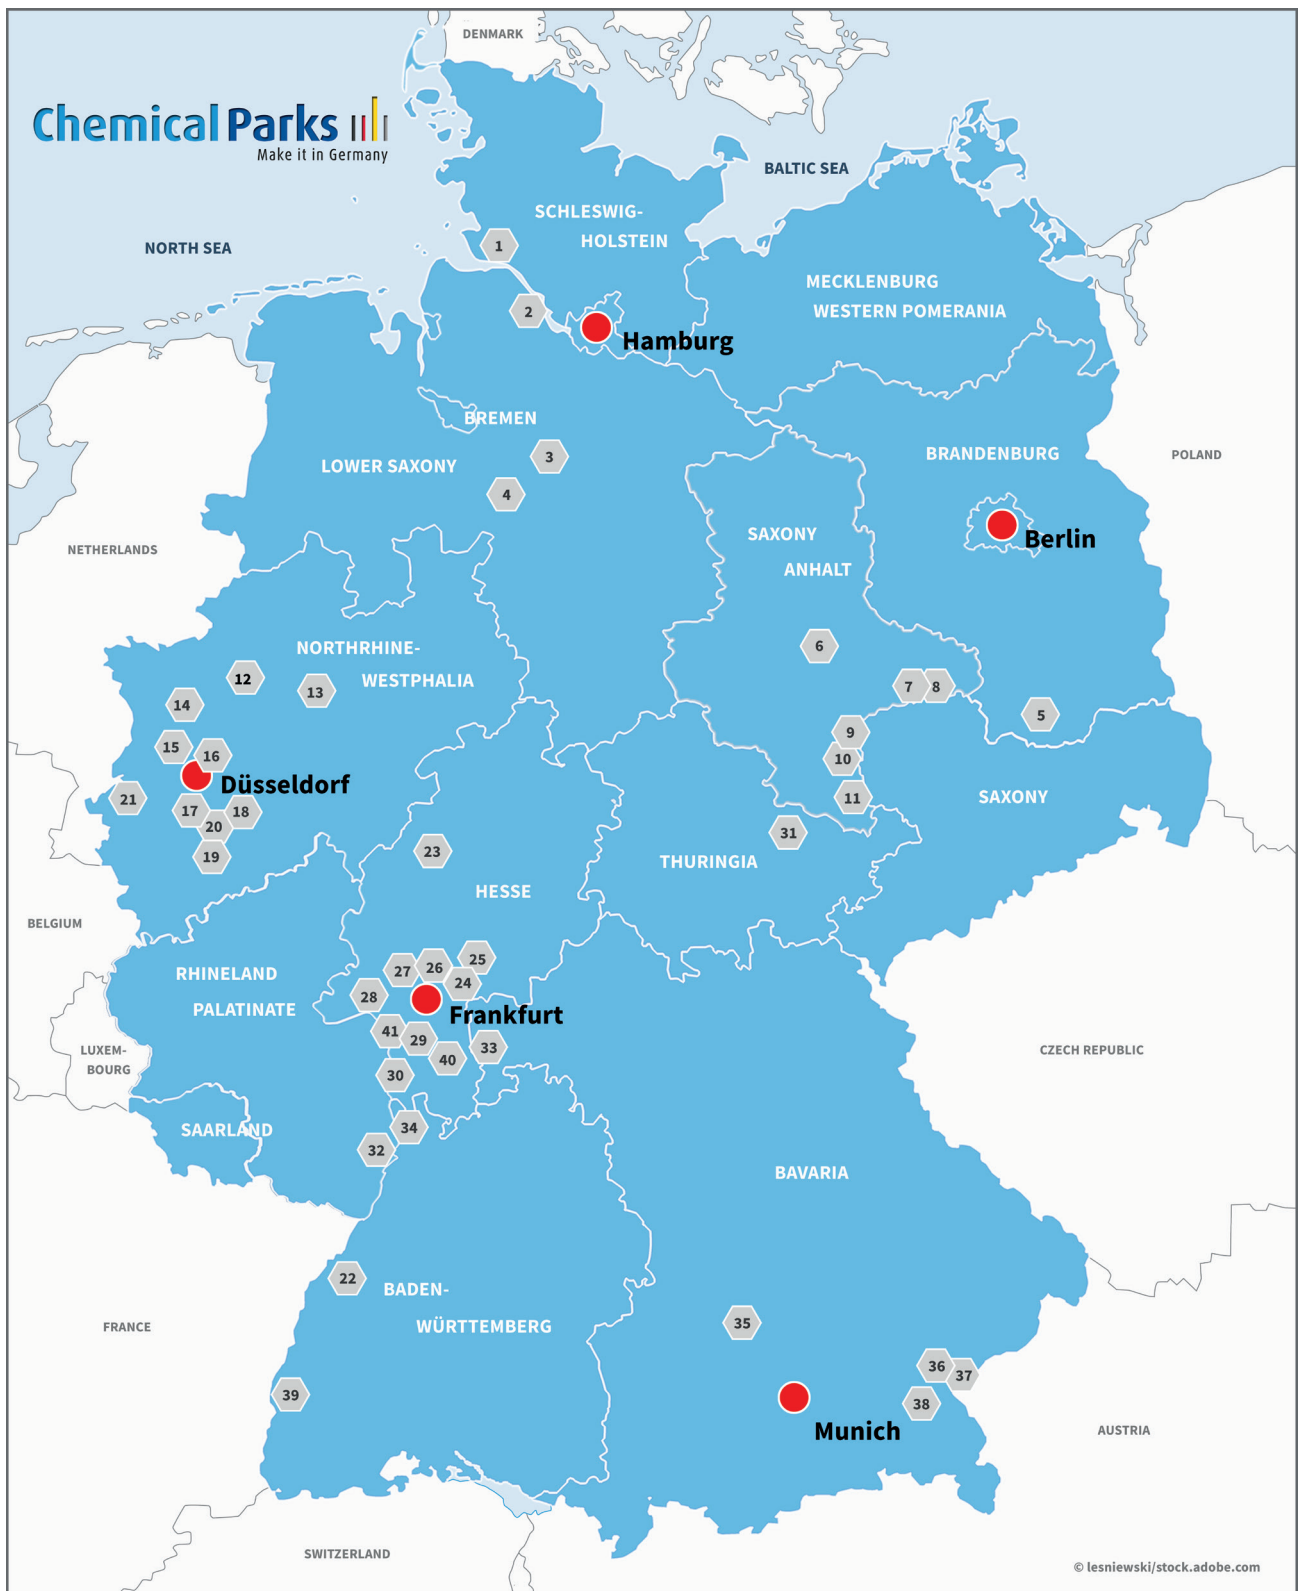 DENMARK
Chemical Parks
Make it in Germany
BALTIC SEA
SCHLESWIG-
HOLSTEIN
NORTH SEA
1
MECKLENBURG
WESTERN POMERANIA
2
Hamburg
BREMEN
3
LOWER SAXONY
4
BRANDENBURG
POLAND
NETHERLANDS
SAXONY
ANHALT
Berlin
NORTHRHINE-
WESTPHALIA
6
12
13
14
7
8
5
15
16
9
10
Düsseldorf
21
17
18
20
19
11
SAXONY
31
THURINGIA
23
HESSE
BELGIUM
RHINELAND
PALATINATE
27
26
25
24
28
Frankfurt
41
29
40
33
30
LUXEM-
BOURG
CZECH REPUBLIC
SAARLAND
34
32
BAVARIA
22
BADEN-
WÜRTTEMBERG
FRANCE
35
36
37
38
39
Munich
AUSTRIA
SWITZERLAND
© lesniewski/stock.adobe.com